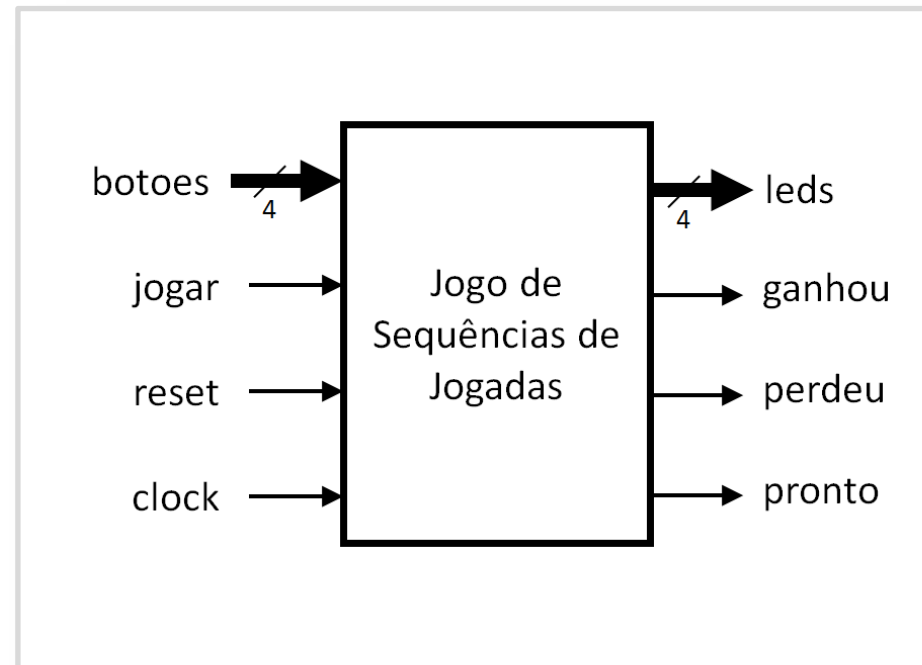 botoes
4
jogar
reset
clock
Jogo de
Sequências de
Jogadas
4
leds
ganhou
perdeu
pronto